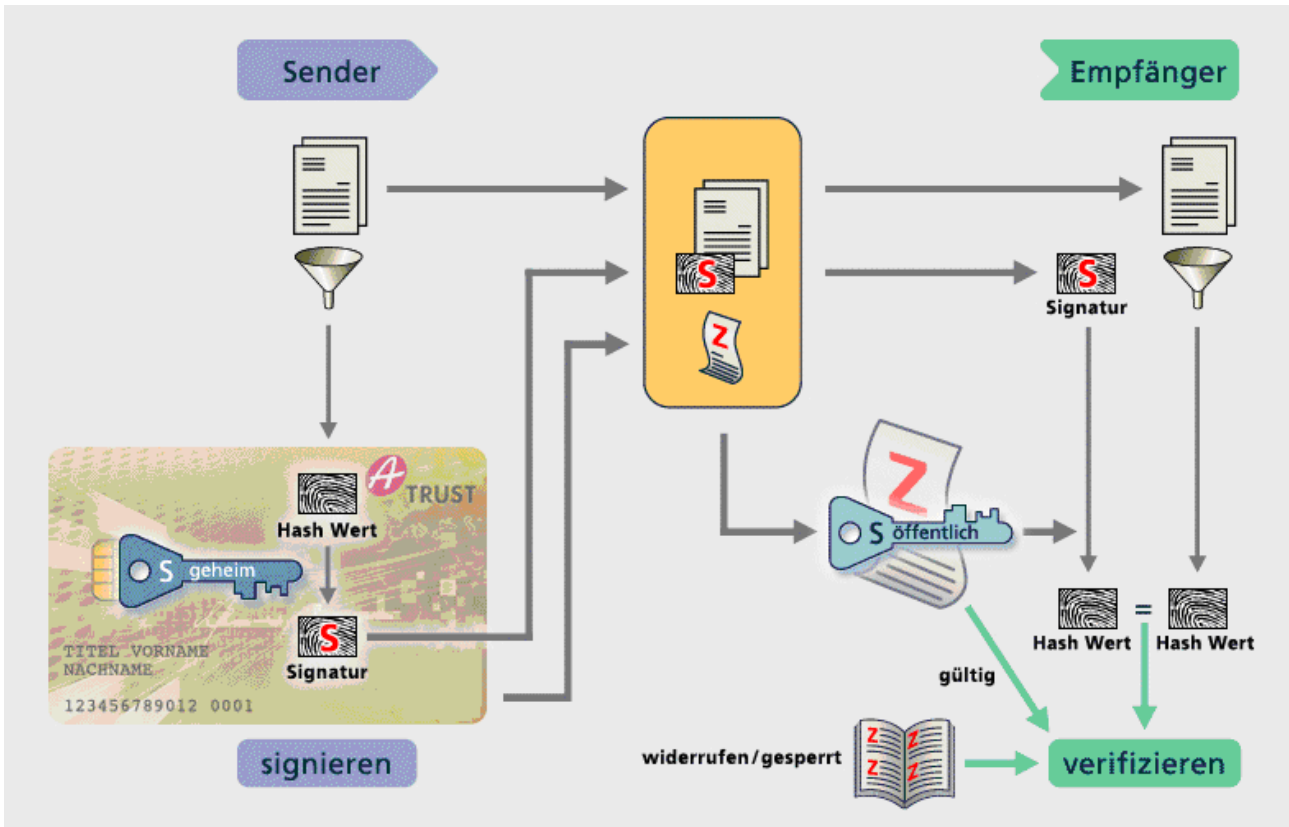 Sender
Empfänger
S
Z
S
Signatur
A
TRUST
Hash Wert
S geheim
S
Signatur
TITEL VORNAME
NACHNAME
123456789012 0001
signieren
Z
S öffentlich
Hash Wert = Hash Wert
gültig
widerrufen/gesperrt
Z Z
Z Z
verifizieren